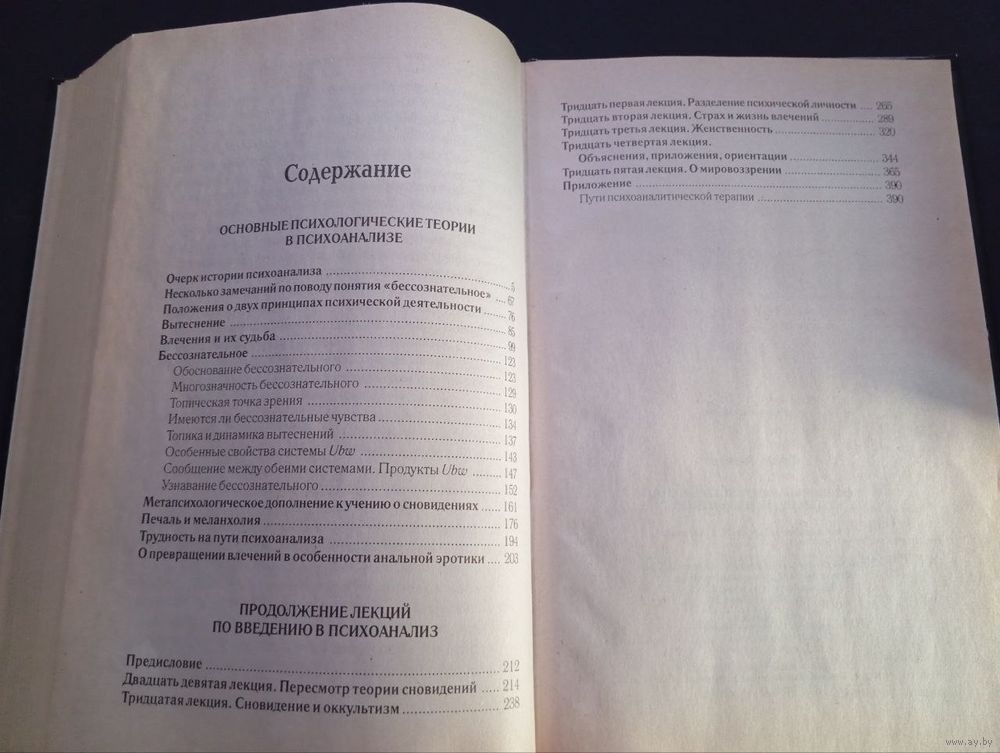 Содержание
ОСНОВНЫЕ ПСИХОЛОГИЧЕСКИЕ ТЕОРИИ
В ПСИХОАНАЛИЗЕ
Очерк истории психоанализа 5
Несколько замечаний по поводу понятия «бессознательное» 67
Положения о двух принципах психической деятельности 76
Вытеснение 85
Влечения и их судьба 99
Бессознательное 123
Обоснование бессознательного 123
Многозначность бессознательного 129
Топическая точка зрения 130
Имеются ли бессознательные чувства 134
Топика и динамика вытеснений 137
Особенные свойства системы Ubw 143
Сообщение между обеими системами. Продукты Ubw 147
Узнавание бессознательного 152
Метапсихологическое дополнение к учению о сновидениях 161
Печаль и меланхолия 176
Трудность на пути психоанализа 194
О превращении влечений в особенности анальной эротики 203
ПРОДОЛЖЕНИЕ ЛЕКЦИЙ
ПО ВВЕДЕНИЮ В ПСИХОАНАЛИЗ
Предисловие 212
Двадцать девятая лекция. Пересмотр теории сновидений 214
Тридцатая лекция. Сновидение и оккультизм 238
Тридцать первая лекция. Разделение психической личности 265
Тридцать вторая лекция. Страх и жизнь влечений 289
Тридцать третья лекция. Женственность 320
Тридцать четвертая лекция.
Объяснения, приложения, ориентации 344
Тридцать пятая лекция. О мировоззрении 365
Приложение 390
Пути психоаналитической терапии 390
www.ay.by